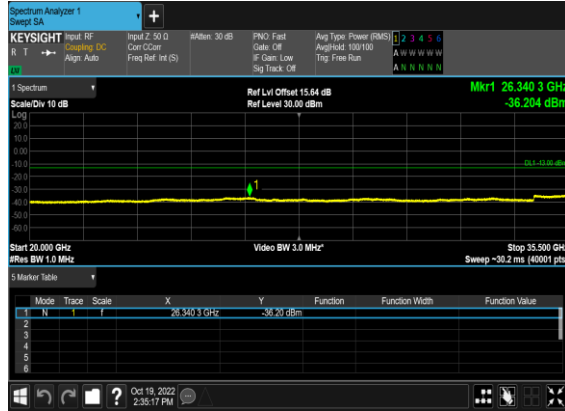 Spectrum Analyzer 1
Swept SA
+
KEYSIGHT Input: RF Input Z: 50 Ω #Atten: 30 dB PNO: Fast Avg Type: Power (RMS) 1 2 3 4 5 6
R T Coupling: DC Corr CCorr Gate: Off Avg|Hold: 100/100 A W W W W W
Align: Auto Freq Ref: Int (S) IF Gain: Low Trig: Free Run
LV Sig Track: Off A N N N N N
1 Spectrum Ref Lvl Offset 15.64 dB Mkr1 26.340 3 GHz
Scale/Div 10 dB Ref Level 30.00 dBm -36.204 dBm
Log
20.0
10.0
0.00
-10.0 DL1 -13.00 dBm
-20.0
-30.0 1
-40.0
-50.0
-60.0
Start 20.000 GHz Video BW 3.0 MHz* Stop 35.500 GHz
#Res BW 1.0 MHz Sweep ~30.2 ms (40001 pts)
5 Marker Table
Mode Trace Scale X Y Function Function Width Function Value
1 N 1 f 26.340 3 GHz -36.20 dBm
2
3
4
5
6
? Oct 19, 2022
2:35:17 PM